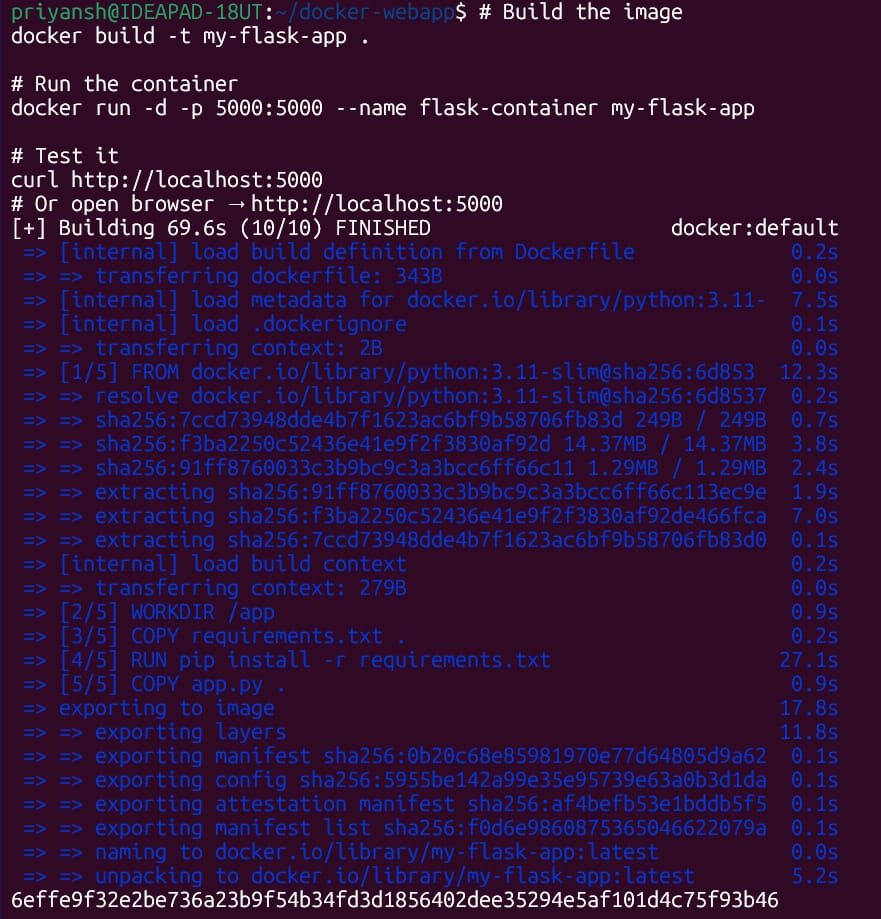 priyansh@IDEAPAD-18UT:~/docker-webapp$ # Build the image
docker build -t my-flask-app .
# Run the container
docker run -d -p 5000:5000 --name flask-container my-flask-app
# Test it
curl http://localhost:5000
# Or open browser → http://localhost:5000
[+] Building 69.6s (10/10) FINISHED docker:default
=> [internal] load build definition from Dockerfile 0.2s
=> => transferring dockerfile: 343B 0.0s
=> [internal] load metadata for docker.io/library/python:3.11- 7.5s
=> [internal] load .dockerignore 0.1s
=> => transferring context: 2B 0.0s
=> [1/5] FROM docker.io/library/python:3.11-slim@sha256:6d853 12.3s
=> => resolve docker.io/library/python:3.11-slim@sha256:6d8537 0.2s
=> => sha256:7ccd73948dde4b7f1623ac6bf9b58706fb83d 249B / 249B 0.7s
=> => sha256:f3ba2250c52436e41e9f2f3830af92d 14.37MB / 14.37MB 3.8s
=> => sha256:91ff8760033c3b9bc9c3a3bcc6ff66c11 1.29MB / 1.29MB 2.4s
=> => extracting sha256:91ff8760033c3b9bc9c3a3bcc6ff66c113ec9e 1.9s
=> => extracting sha256:f3ba2250c52436e41e9f2f3830af92de466fca 7.0s
=> => extracting sha256:7ccd73948dde4b7f1623ac6bf9b58706fb83d0 0.1s
=> [internal] load build context 0.2s
=> => transferring context: 279B 0.0s
=> [2/5] WORKDIR /app 0.9s
=> [3/5] COPY requirements.txt . 0.2s
=> [4/5] RUN pip install -r requirements.txt 27.1s
=> [5/5] COPY app.py . 0.9s
=> exporting to image 17.8s
=> => exporting layers 11.8s
=> => exporting manifest sha256:0b20c68e85981970e77d64805d9a62 0.1s
=> => exporting config sha256:5955be142a99e35e95739e63a0b3d1da 0.1s
=> => exporting attestation manifest sha256:af4befb53e1bddb5f5 0.1s
=> => exporting manifest list sha256:f0d6e9860875365046622079a 0.1s
=> => naming to docker.io/library/my-flask-app:latest 0.0s
=> => unpacking to docker.io/library/my-flask-app:latest 5.2s
6effe9f32e2be736a23b9f54b34fd3d1856402dee35294e5af101d4c75f93b46